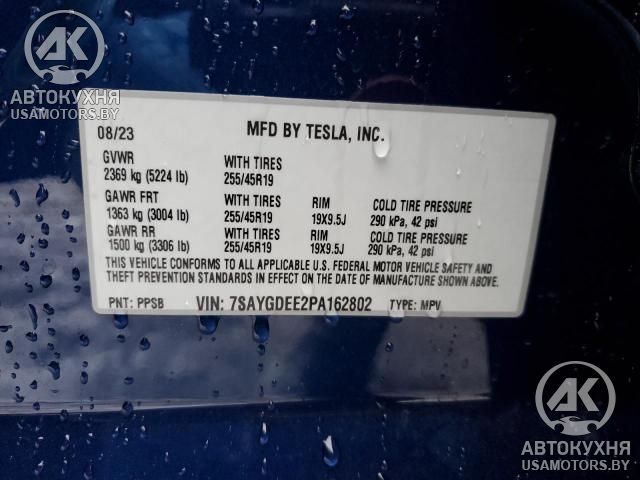 AK
АВТОКУХНЯ
USAMOTORS.BY
08/23 MFD BY TESLA, INC.
GVWR WITH TIRES
2369 kg (5224 lb) 255/45R19
GAWR FRT WITH TIRES RIM COLD TIRE PRESSURE
1363 kg (3004 lb) 255/45R19 19X9.5J 290 kPa, 42 psi
GAWR RR WITH TIRES RIM COLD TIRE PRESSURE
1500 kg (3306 lb) 255/45R19 19X9.5J 290 kPa, 42 psi
THIS VEHICLE CONFORMS TO ALL APPLICABLE U.S. FEDERAL MOTOR VEHICLE SAFETY AND
THEFT PREVENTION STANDARDS IN EFFECT ON THE DATE OF MANUFACTURE SHOWN ABOVE.
PNT: PPSB VIN: 7SAYGDEE2PA162802 TYPE: MPV
AK
АВТОКУХНЯ
USAMOTORS.BY